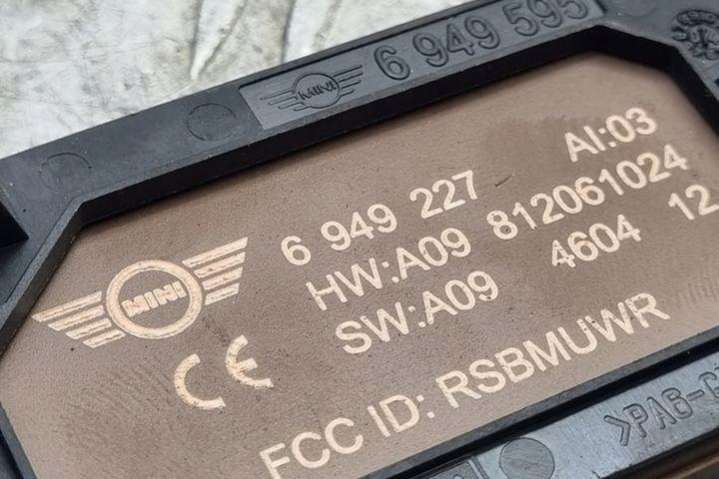 MINI 6 949 595
6 949 227 AI:03
HW:A09 812061024
SW:A09 4604 12.
MINI
CE
FCC ID: RSBMUWR
>PA6-